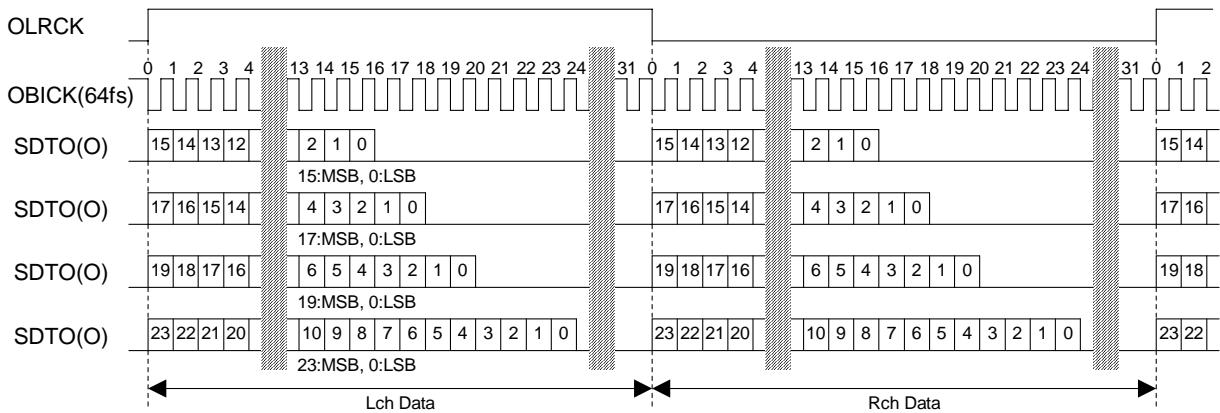 OLRCK
0 1 2 3 4 13 14 15 16 17 18 19 20 21 22 23 24 31 0 1 2 3 4 13 14 15 16 17 18 19 20 21 22 23 24 31 0 1 2
OBICK(64fs)
SDTO(O) 15 14 13 12 2 1 0 15 14 13 12 2 1 0 15 14
15:MSB, 0:LSB
SDTO(O) 17 16 15 14 4 3 2 1 0 17 16 15 14 4 3 2 1 0 17 16
17:MSB, 0:LSB
SDTO(O) 19 18 17 16 6 5 4 3 2 1 0 19 18 17 16 6 5 4 3 2 1 0 19 18
19:MSB, 0:LSB
SDTO(O) 23 22 21 20 10 9 8 7 6 5 4 3 2 1 0 23 22 21 20 10 9 8 7 6 5 4 3 2 1 0 23 22
23:MSB, 0:LSB
Lch Data Rch Data